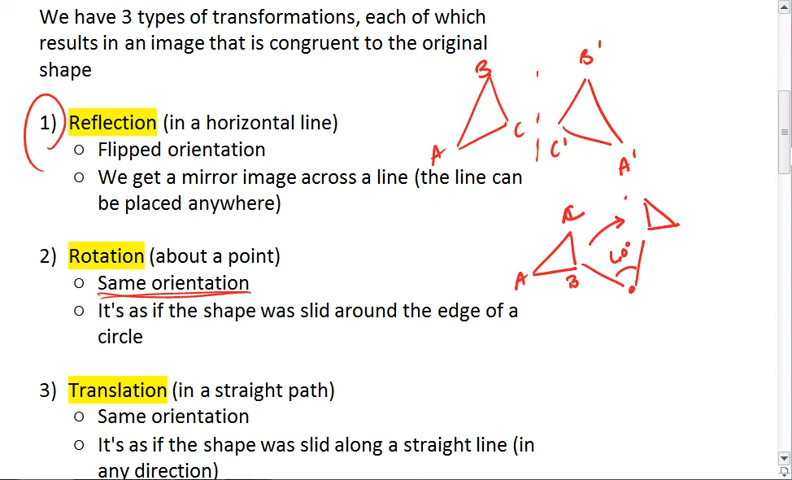 We have 3 types of transformations, each of which
results in an image that is congruent to the original
shape
1) Reflection (in a horizontal line)
○ Flipped orientation
○ We get a mirror image across a line (the line can
be placed anywhere)
B
A
C
B'
C'
A'
2) Rotation (about a point)
○ Same orientation
○ It's as if the shape was slid around the edge of a
circle
A
B
60°
3) Translation (in a straight path)
○ Same orientation
○ It's as if the shape was slid along a straight line (in
any direction)